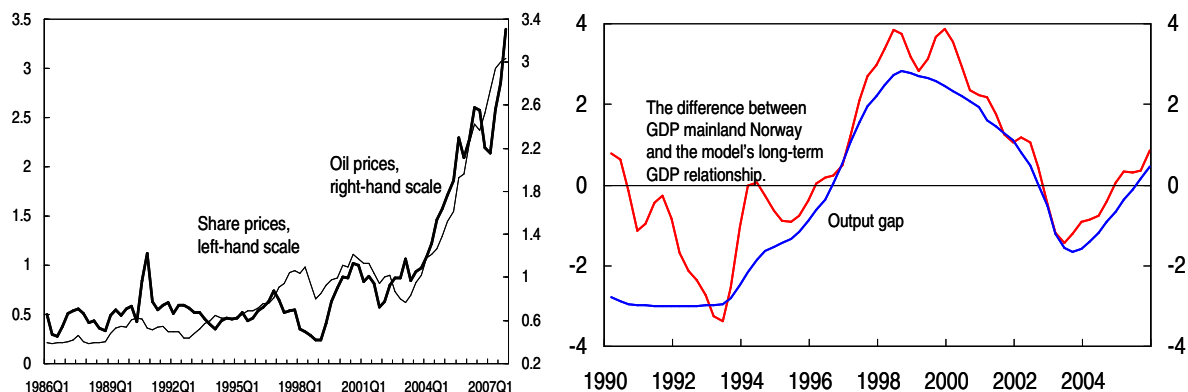 3.5
3
2.5
2
1.5
1
0.5
0
3.4
3
2.6
2.2
1.8
1.4
1
0.6
0.2
Oil prices,
right-hand scale
Share prices,
left-hand scale
1986Q1 1989Q1 1992Q1 1995Q1 1998Q1 2001Q1 2004Q1 2007Q1
4
2
0
-2
-4
4
2
0
-2
-4
The difference between
GDP mainland Norway
and the model's long-term
GDP relationship.
Output gap
1990 1992 1994 1996 1998 2000 2002 2004